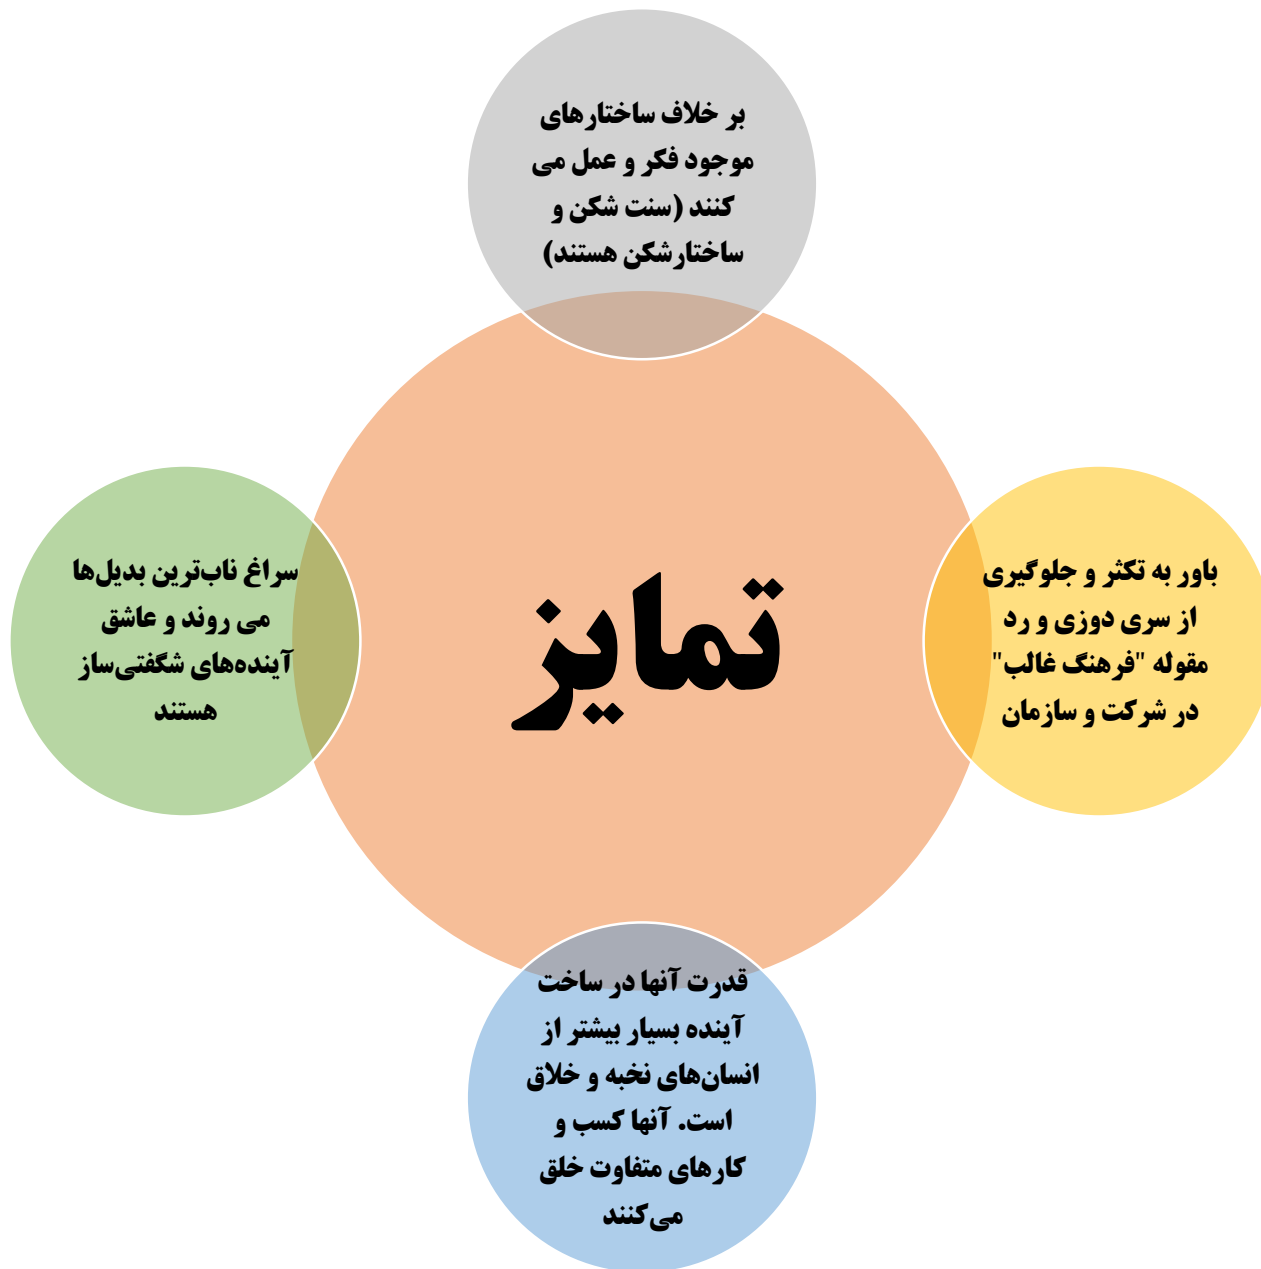 بر خلاف ساختارهای
موجود فکر و عمل می
کنند (سنت شکن و
ساختارشکن هستند)
باور به تکثر و جلوگیری
از سری دوزی و رد
مقوله "فرهنگ غالب"
در شرکت و سازمان
تمایز
سراغ ناب‌ترین بدیل‌ها
می روند و عاشق
آینده‌های شگفتی‌ساز
هستند
قدرت آنها در ساخت
آینده بسیار بیشتر از
انسان‌های نخبه و خلاق
است. آنها کسب و
کارهای متفاوت خلق
می‌کنند